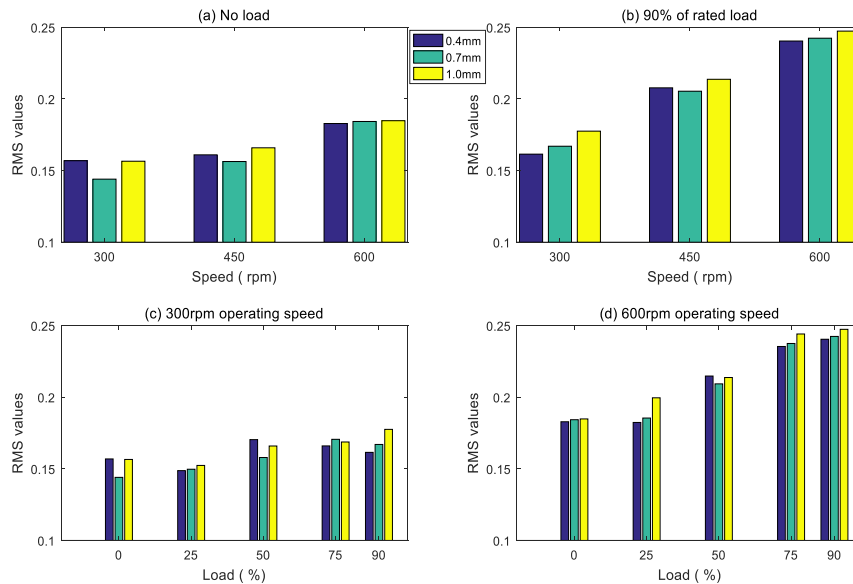 (a) No load
0.25
0.2
0.15
0.1
RMS values
300
450
600
Speed ( rpm)
0.4mm
0.7mm
1.0mm
(b) 90% of rated load
0.25
0.2
0.15
0.1
RMS values
300
450
600
Speed ( rpm)
(c) 300rpm operating speed
0.25
0.2
0.15
0.1
RMS values
0
25
50
75
90
Load ( %)
(d) 600rpm operating speed
0.25
0.2
0.15
0.1
RMS values
0
25
50
75
90
Load ( %)